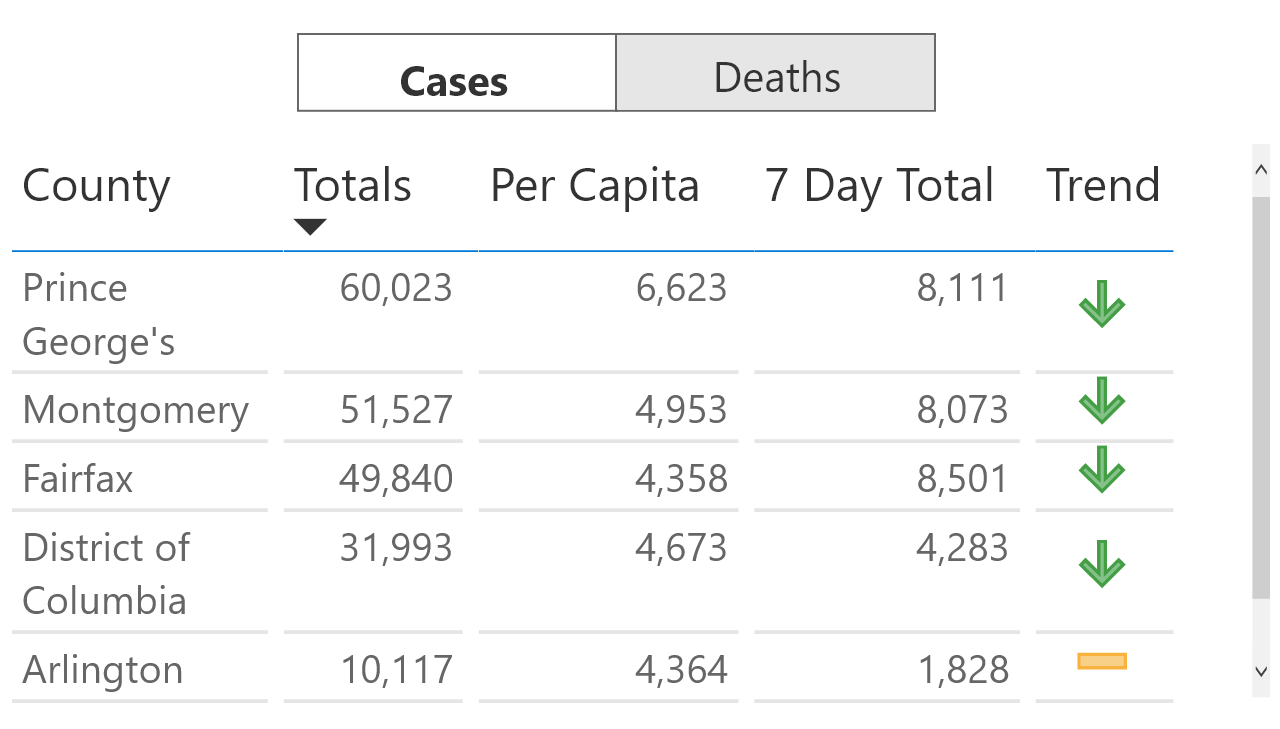 Cases Deaths
County Totals Per Capita 7 Day Total Trend
Prince 60,023 6,623 8,111
George's
Montgomery 51,527 4,953 8,073
Fairfax 49,840 4,358 8,501
District of 31,993 4,673 4,283
Columbia
Arlington 10,117 4,364 1,828